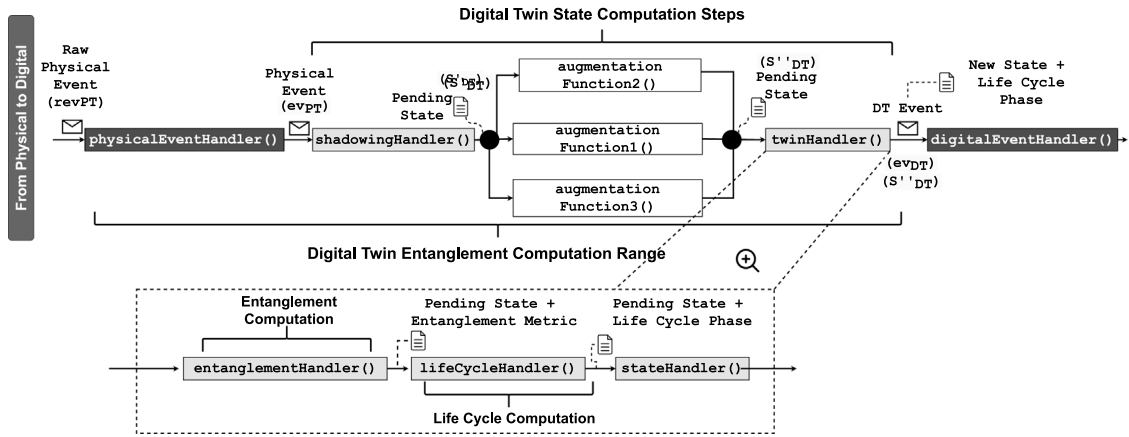 Digital Twin State Computation Steps
From Physical to Digital
Raw
Physical
Event
(revPT)
physicalEventHandler()
Physical
Event
(evPT)
shadowingHandler()
(S'DT)
Pending
State
augmentation
Function2()
augmentation
Function1()
augmentation
Function3()
(S''DT)
Pending
State
twinHandler()
DT Event
(evDT)
(S''DT)
New State +
Life Cycle
Phase
digitalEventHandler()
Digital Twin Entanglement Computation Range
Entanglement
Computation
entanglementHandler()
Pending State +
Entanglement Metric
lifeCycleHandler()
Life Cycle Computation
Pending State +
Life Cycle Phase
stateHandler()